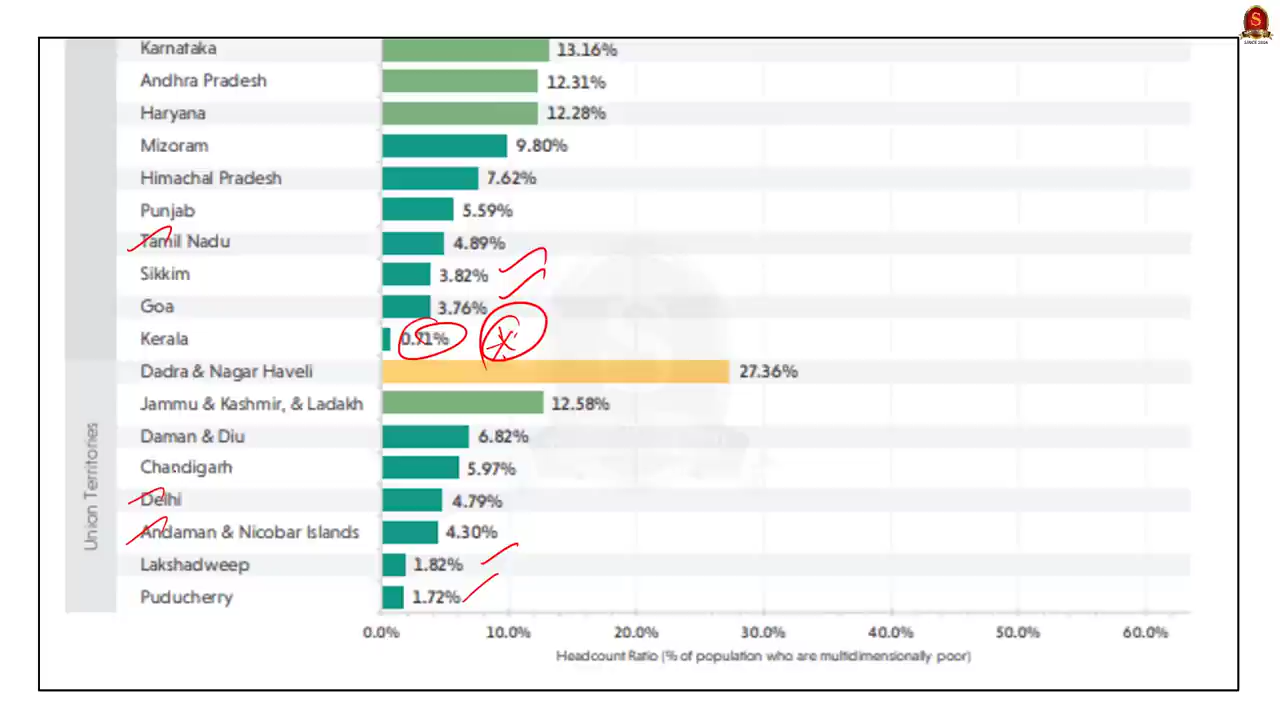 S
SINCE 2004
Karnataka 13.16%
Andhra Pradesh 12.31%
Haryana 12.28%
Mizoram 9.80%
Himachal Pradesh 7.62%
Punjab 5.59%
Tamil Nadu 4.89%
Sikkim 3.82%
Goa 3.76%
Kerala 0.71%
Union Territories
Dadra & Nagar Haveli 27.36%
Jammu & Kashmir, & Ladakh 12.58%
Daman & Diu 6.82%
Chandigarh 5.97%
Delhi 4.79%
Andaman & Nicobar Islands 4.30%
Lakshadweep 1.82%
Puducherry 1.72%
0.0% 10.0% 20.0% 30.0% 40.0% 50.0% 60.0%
Headcount Ratio (% of population who are multidimensionally poor)